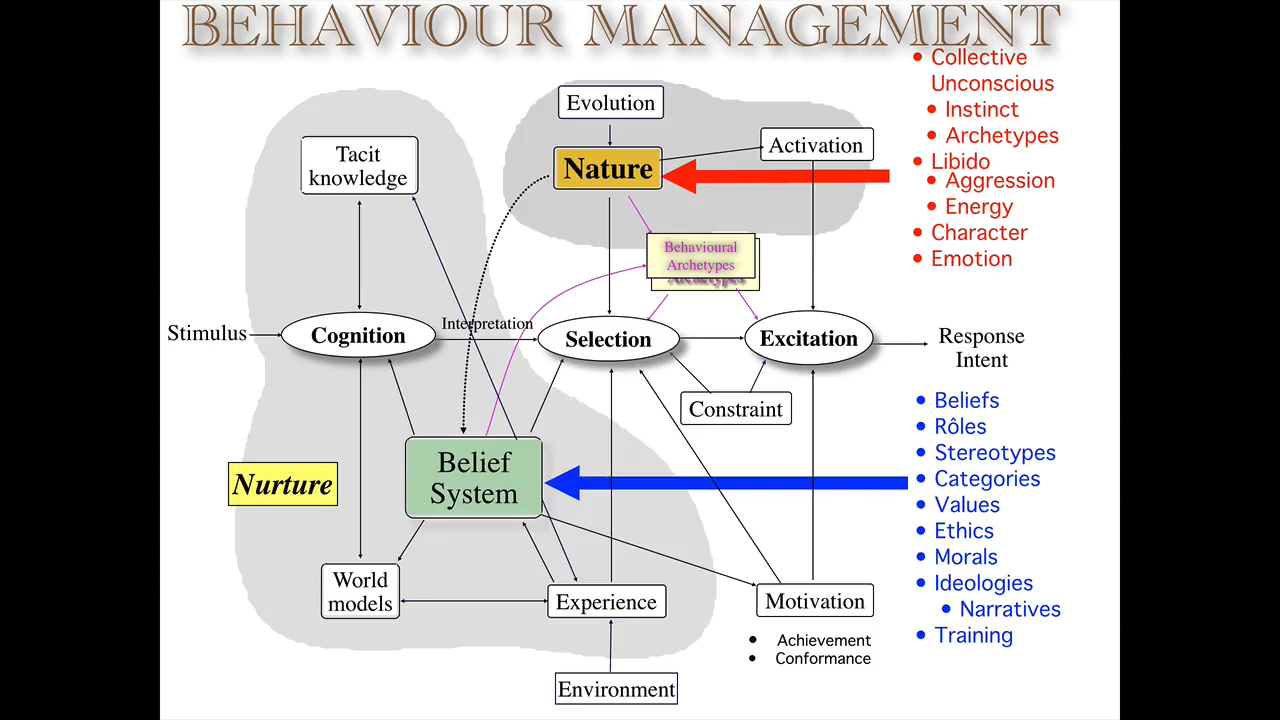 BEHAVIOUR MANAGEMENT
Collective
Unconscious
Instinct
Archetypes
Libido
Aggression
Energy
Character
Emotion
Evolution
Nature
Activation
Tacit
knowledge
Behavioural
Archetypes
Archetypes
Stimulus
Cognition
Interpretation
Selection
Excitation
Response
Intent
Constraint
Nurture
Belief
System
Beliefs
Rôles
Stereotypes
Categories
Values
Ethics
Morals
Ideologies
Narratives
Training
World
models
Experience
Motivation
Achievement
Conformance
Environment